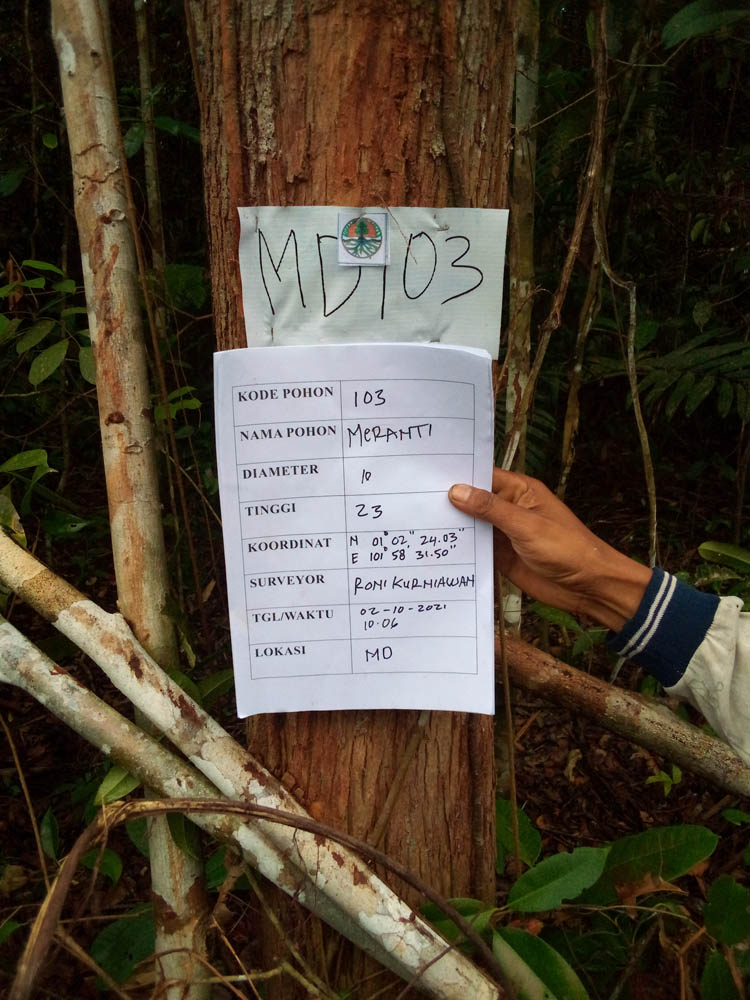 MD103
KODE POHON 103
NAMA POHON MERANTI
DIAMETER 10
TINGGI 23
KOORDINAT N 01° 02" 24.03"
E 101° 58' 31.50"
SURVEYOR RONI KURNIAWAN
TGL/WAKTU 02-10-2021
10.06
LOKASI MD